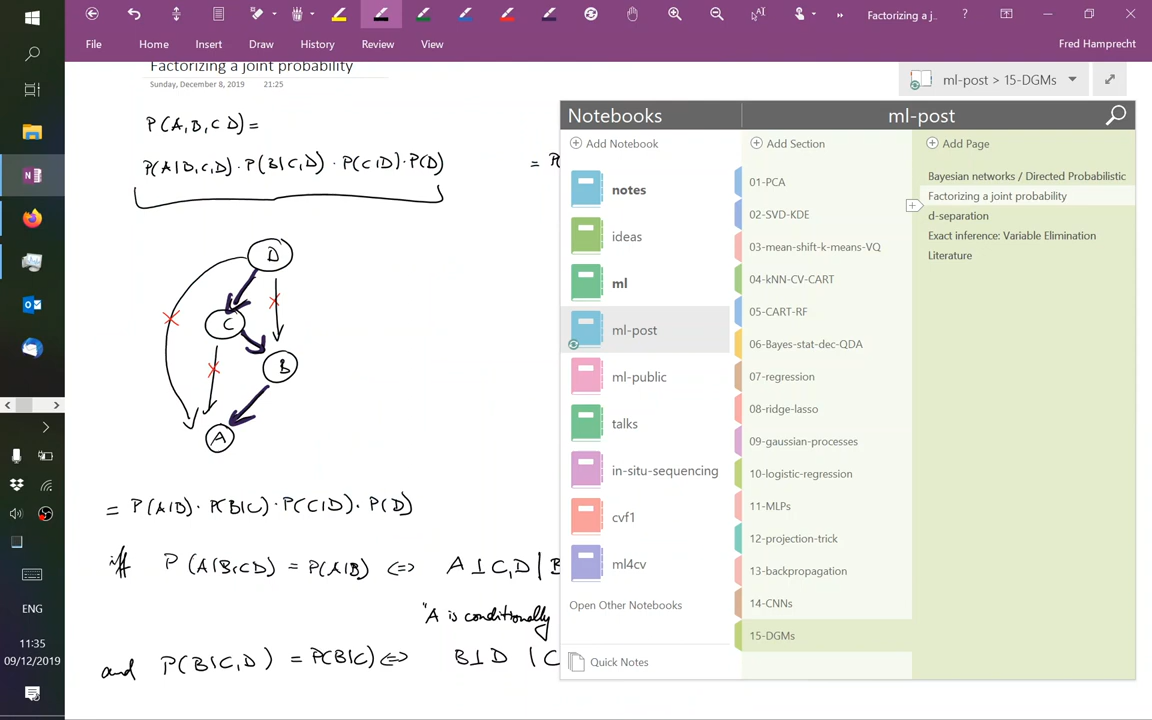 Factorizing a j..
?
File
Home
Insert
Draw
History
Review
View
Fred Hamprecht
Factorizing a joint probability
Sunday, December 8, 2019
21:25
ml-post > 15-DGMs
P(A,B,C D) =
P(A|B,C,D) · P(B|C,D) · P(C|D) · P(D)
= P(
D
C
B
A
= P(A|D) · P(B|C) · P(C|D) · P(D)
iff P(A|B,C D) = P(A|B) <=> A ⊥ C,D | B
"A is conditionally
and P(B|C,D) = P(B|C) <=> B ⊥ D | C
Notebooks
Add Notebook
notes
ideas
ml
ml-post
ml-public
talks
in-situ-sequencing
cvf1
ml4cv
Open Other Notebooks
Quick Notes
ml-post
Add Section
01-PCA
02-SVD-KDE
03-mean-shift-k-means-VQ
04-kNN-CV-CART
05-CART-RF
06-Bayes-stat-dec-QDA
07-regression
08-ridge-lasso
09-gaussian-processes
10-logistic-regression
11-MLPs
12-projection-trick
13-backpropagation
14-CNNs
15-DGMs
Add Page
Bayesian networks / Directed Probabilistic
Factorizing a joint probability
d-separation
Exact inference: Variable Elimination
Literature
ENG
11:35
09/12/2019